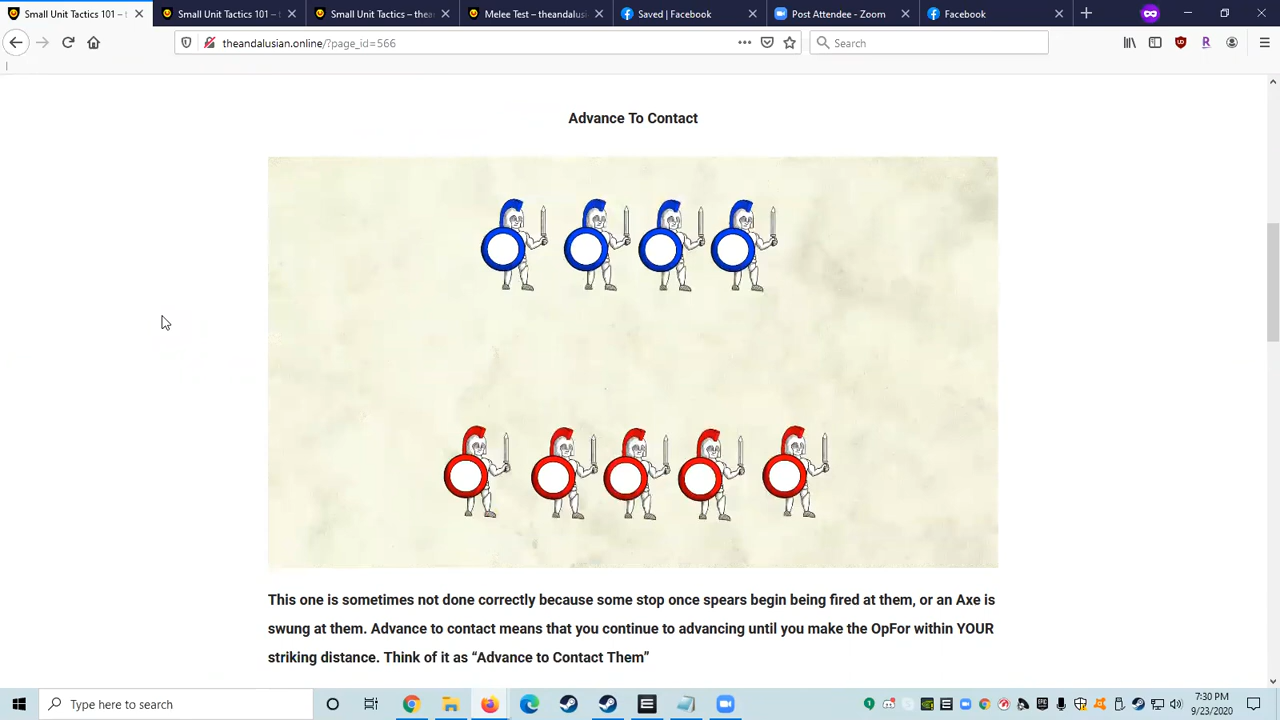 Small Unit Tactics 101 – t
Small Unit Tactics 101 – t
Small Unit Tactics – thean
Melee Test – theandalusi
Saved | Facebook
Post Attendee - Zoom
Facebook
theandalusian.online/?page_id=566
Search
Advance To Contact
This one is sometimes not done correctly because some stop once spears begin being fired at them, or an Axe is
swung at them. Advance to contact means that you continue to advancing until you make the OpFor within YOUR
striking distance. Think of it as “Advance to Contact Them”
Type here to search
7:30 PM
9/23/2020